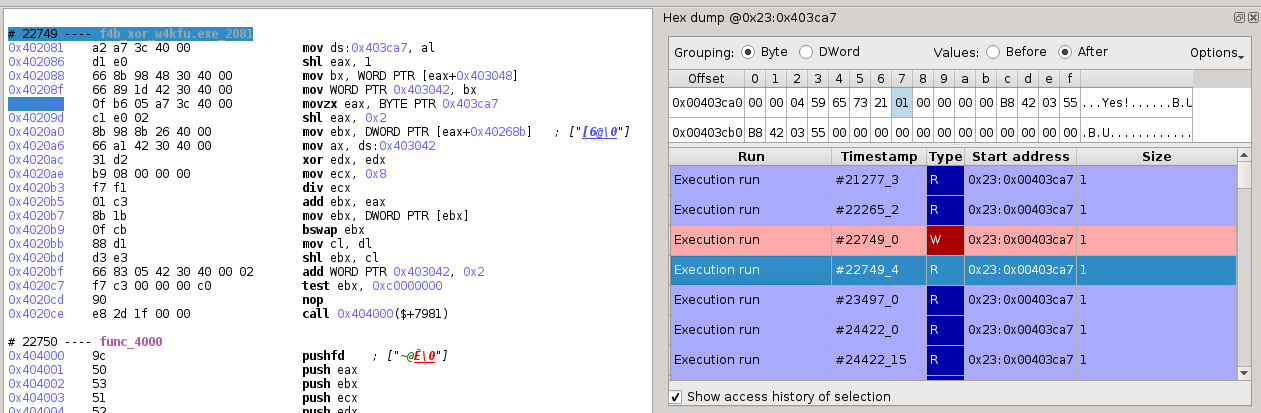 # 22749 ---- f4b_xor_w4kfu.exe_2081
0x402081 a2 a7 3c 40 00 mov ds:0x403ca7, al
0x402086 d1 e0 shl eax, 1
0x402088 66 8b 98 48 30 40 00 mov bx, WORD PTR [eax+0x403048]
0x40208f 66 89 1d 42 30 40 00 mov WORD PTR 0x403042, bx
0f b6 05 a7 3c 40 00 movzx eax, BYTE PTR 0x403ca7
0x40209d c1 e0 02 shl eax, 0x2
0x4020a0 8b 98 8b 26 40 00 mov ebx, DWORD PTR [eax+0x40268b] ; ["[6@\0"]
0x4020a6 66 a1 42 30 40 00 mov ax, ds:0x403042
0x4020ac 31 d2 xor edx, edx
0x4020ae b9 08 00 00 00 mov ecx, 0x8
0x4020b3 f7 f1 div ecx
0x4020b5 01 c3 add ebx, eax
0x4020b7 8b 1b mov ebx, DWORD PTR [ebx]
0x4020b9 0f cb bswap ebx
0x4020bb 88 d1 mov cl, dl
0x4020bd d3 e3 shl ebx, cl
0x4020bf 66 83 05 42 30 40 00 02 add WORD PTR 0x403042, 0x2
0x4020c7 f7 c3 00 00 00 c0 test ebx, 0xc0000000
0x4020cd 90 nop
0x4020ce e8 2d 1f 00 00 call 0x404000($+7981)
# 22750 ---- func_4000
0x404000 9c pushfd ; ["~@Ê\0"]
0x404001 50 push eax
0x404002 53 push ebx
0x404003 51 push ecx
0x404004 52 push edx
Hex dump @0x23:0x403ca7
Grouping: Byte DWord Values: Before After Options
Offset 0 1 2 3 4 5 6 7 8 9 a b c d e f
0x00403ca0 00 00 04 59 65 73 21 01 00 00 00 00 B8 42 03 55 ...Yes!......B.U
0x00403cb0 B8 42 03 55 00 00 00 00 00 00 00 00 00 00 00 00 .B.U............
Run Timestamp Type Start address Size
Execution run #21277_3 R 0x23:0x00403ca7 1
Execution run #22265_2 R 0x23:0x00403ca7 1
Execution run #22749_0 W 0x23:0x00403ca7 1
Execution run #22749_4 R 0x23:0x00403ca7 1
Execution run #23497_0 R 0x23:0x00403ca7 1
Execution run #24422_0 R 0x23:0x00403ca7 1
Execution run #24422_15 R 0x23:0x00403ca7 1
Show access history of selection